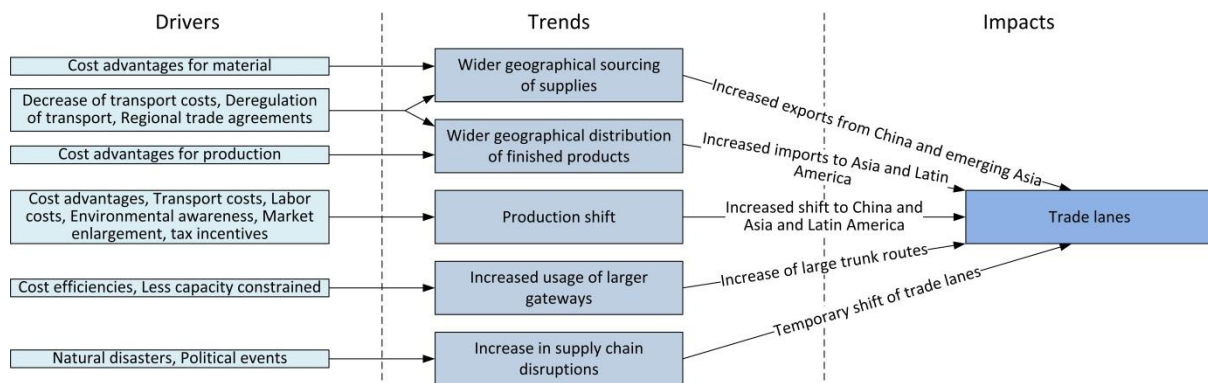 Drivers
Trends
Impacts
Cost advantages for material
Decrease of transport costs, Deregulation
of transport, Regional trade agreements
Cost advantages for production
Cost advantages, Transport costs, Labor
costs, Environmental awareness, Market
enlargement, tax incentives
Cost efficiencies, Less capacity constrained
Natural disasters, Political events
Wider geographical sourcing
of supplies
Wider geographical distribution
of finished products
Production shift
Increased usage of larger
gateways
Increase in supply chain
disruptions
Increased exports from China and emerging Asia
Increased imports to Asia and Latin
America
Increased shift to China and
Asia and Latin America
Increase of large trunk routes
Temporary shift of trade lanes
Trade lanes